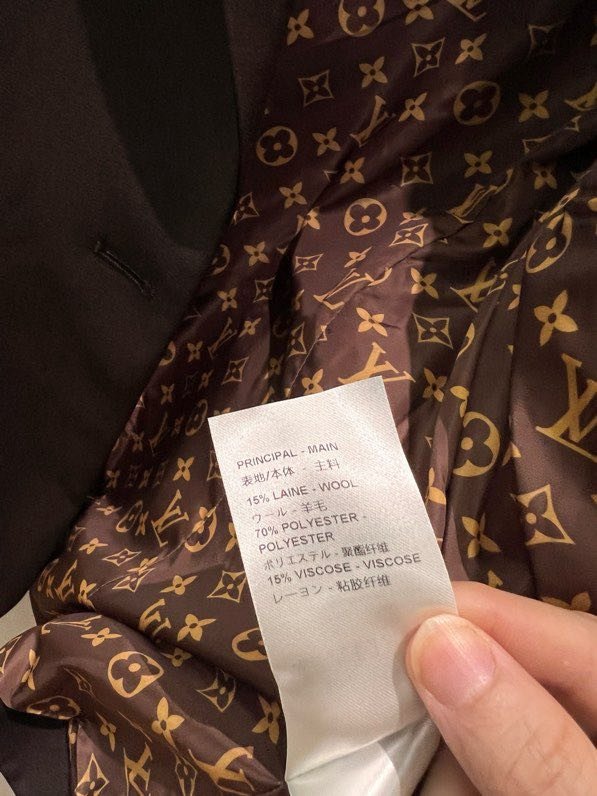 PRINCIPAL - MAIN
表地/本体 - 主料
15% LAINE - WOOL
ウール - 羊毛
70% POLYESTER -
POLYESTER
ポリエステル - 聚酯纤维
15% VISCOSE - VISCOSE
レーヨン - 粘胶纤维